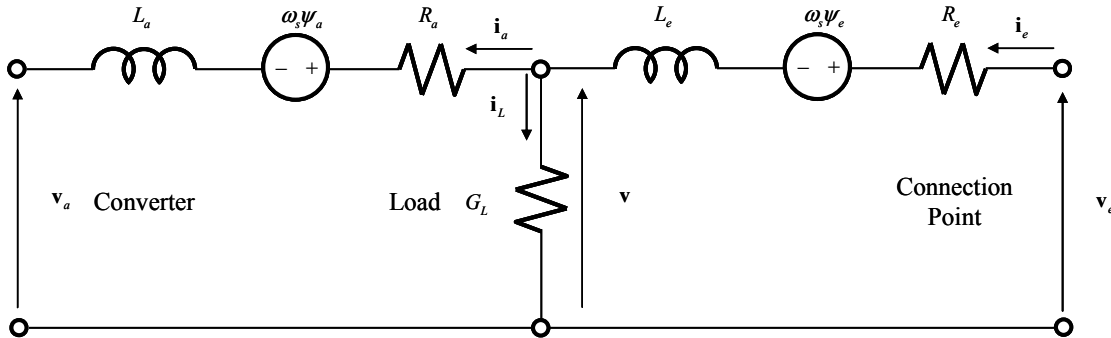 L_a ω_sψ_a R_a i_a L_e ω_sψ_e R_e i_e
− + − +
i_L
v_a Converter Load G_L v Connection Point v_e